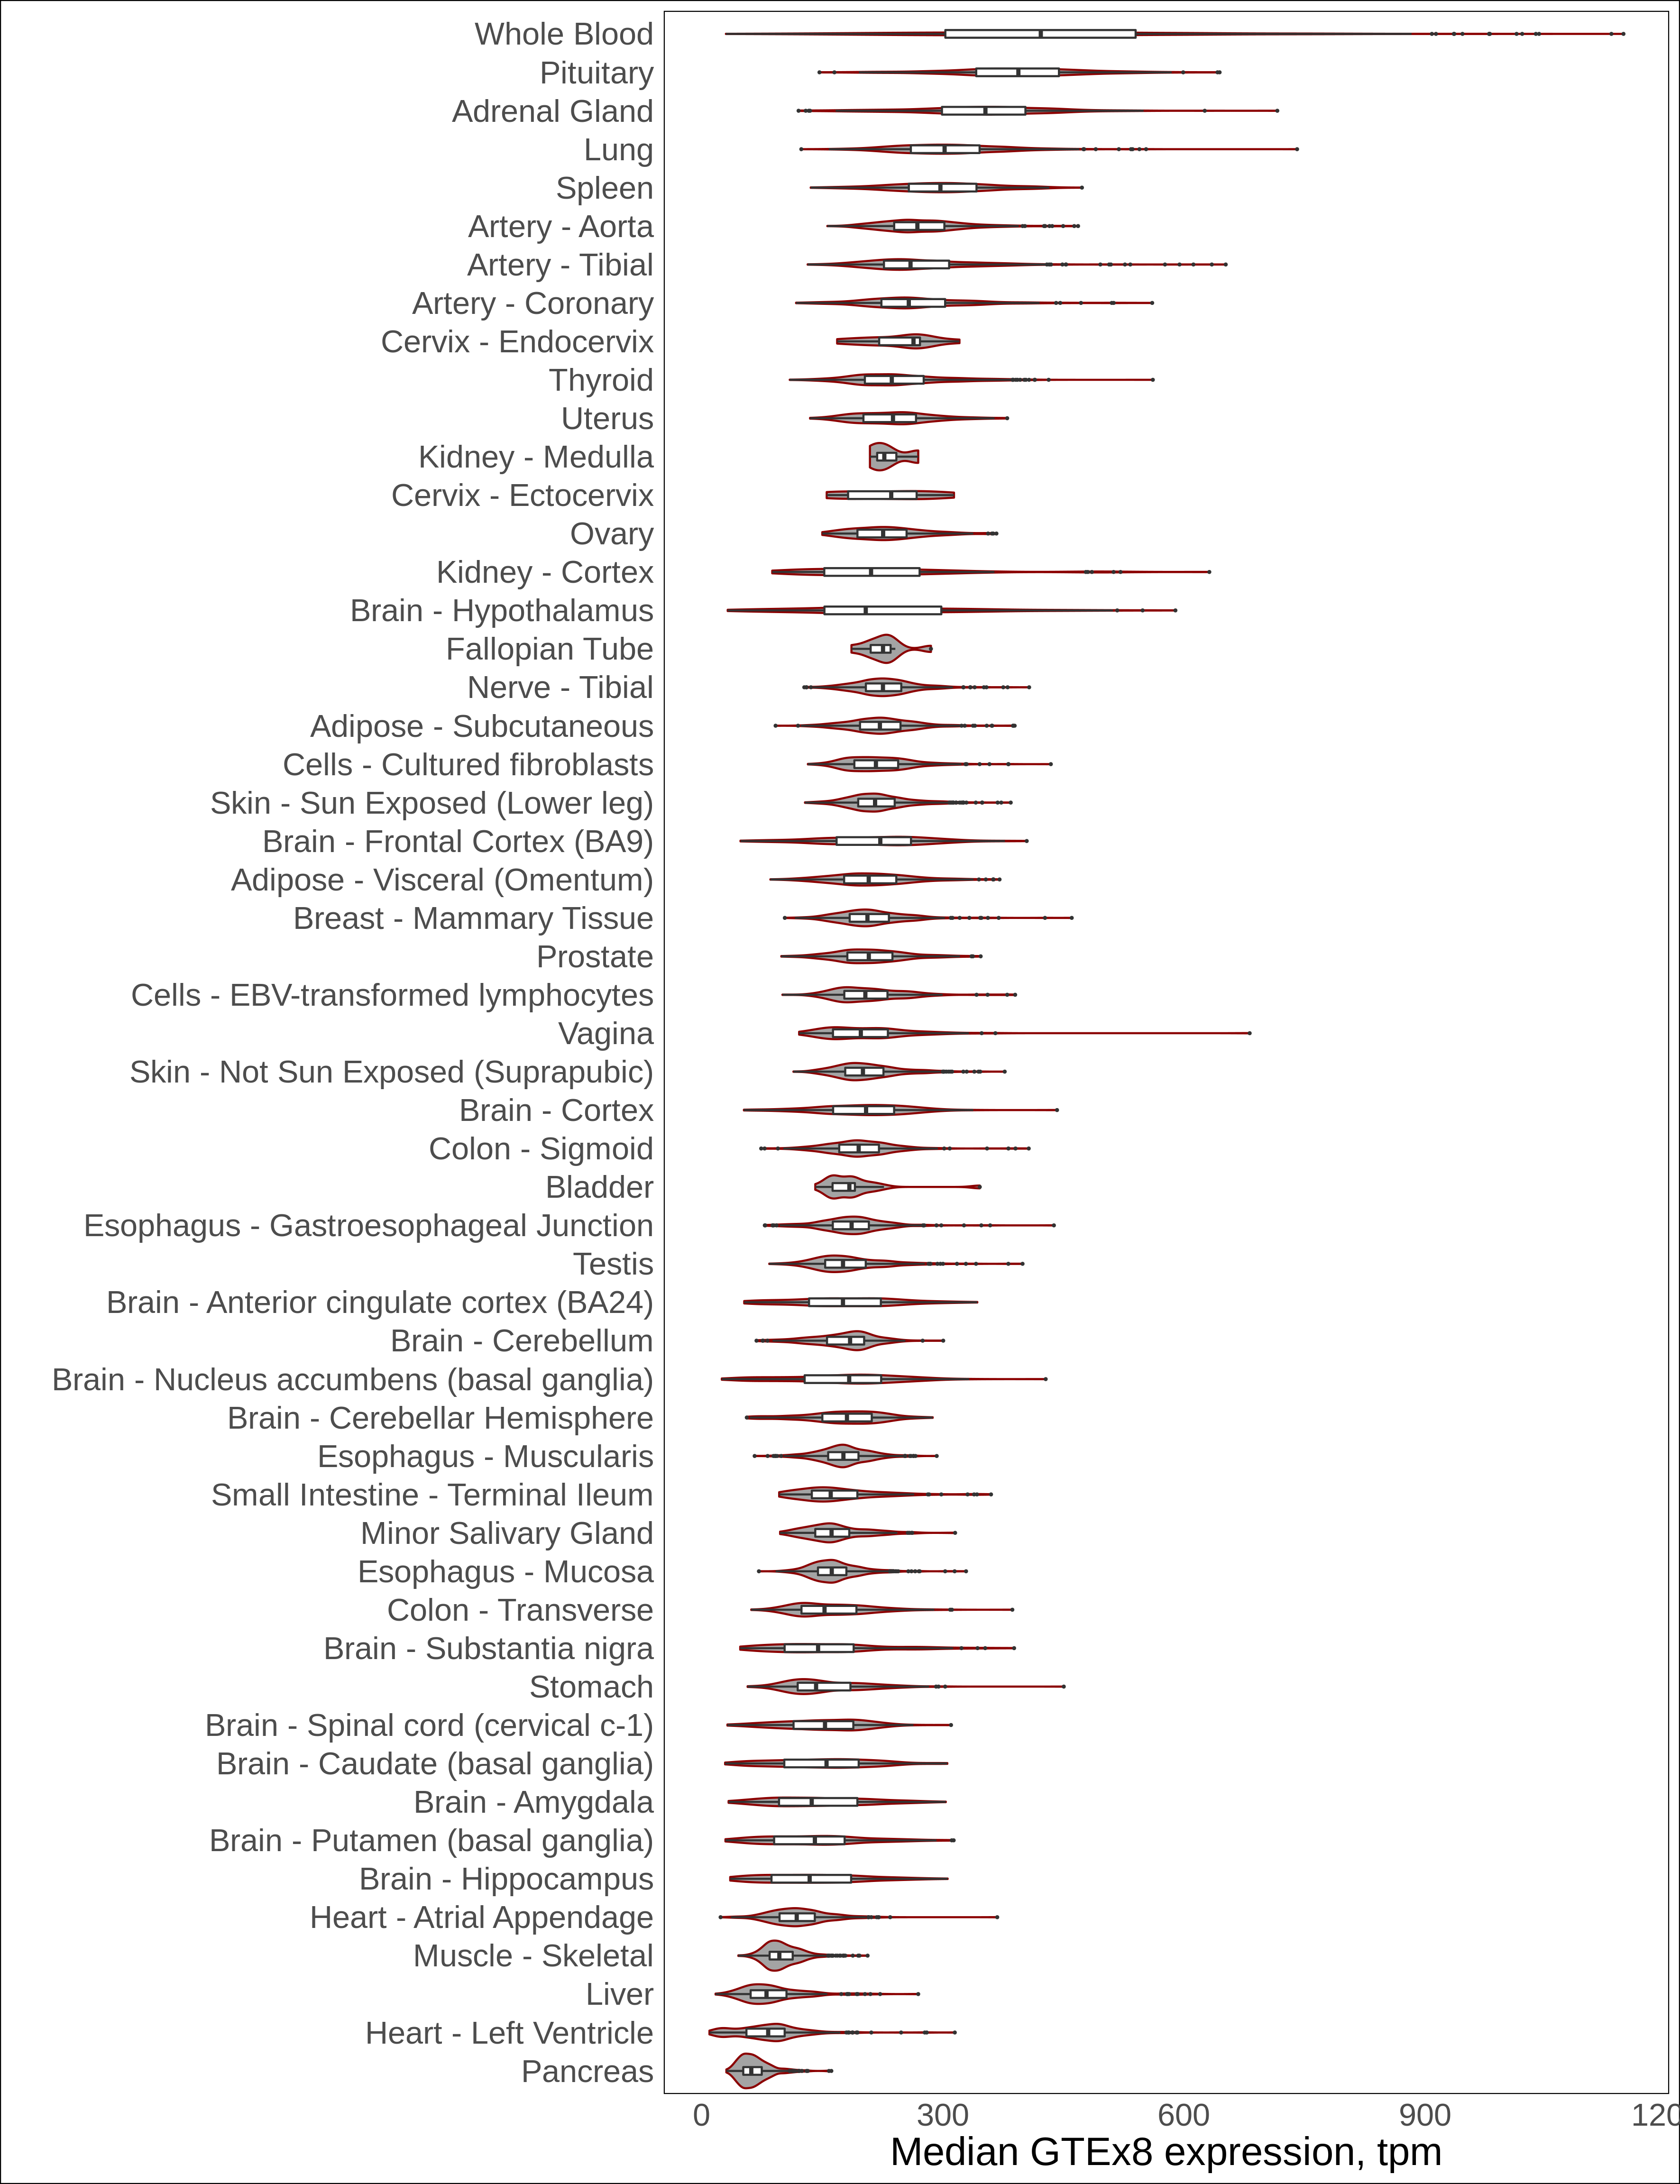 Whole Blood
Pituitary
Adrenal Gland
Lung
Spleen
Artery - Aorta
Artery - Tibial
Artery - Coronary
Cervix - Endocervix
Thyroid
Uterus
Kidney - Medulla
Cervix - Ectocervix
Ovary
Kidney - Cortex
Brain - Hypothalamus
Fallopian Tube
Nerve - Tibial
Adipose - Subcutaneous
Cells - Cultured fibroblasts
Skin - Sun Exposed (Lower leg)
Brain - Frontal Cortex (BA9)
Adipose - Visceral (Omentum)
Breast - Mammary Tissue
Prostate
Cells - EBV-transformed lymphocytes
Vagina
Skin - Not Sun Exposed (Suprapubic)
Brain - Cortex
Colon - Sigmoid
Bladder
Esophagus - Gastroesophageal Junction
Testis
Brain - Anterior cingulate cortex (BA24)
Brain - Cerebellum
Brain - Nucleus accumbens (basal ganglia)
Brain - Cerebellar Hemisphere
Esophagus - Muscularis
Small Intestine - Terminal Ileum
Minor Salivary Gland
Esophagus - Mucosa
Colon - Transverse
Brain - Substantia nigra
Stomach
Brain - Spinal cord (cervical c-1)
Brain - Caudate (basal ganglia)
Brain - Amygdala
Brain - Putamen (basal ganglia)
Brain - Hippocampus
Heart - Atrial Appendage
Muscle - Skeletal
Liver
Heart - Left Ventricle
Pancreas
0 300 600 900 120
Median GTEx8 expression, tpm